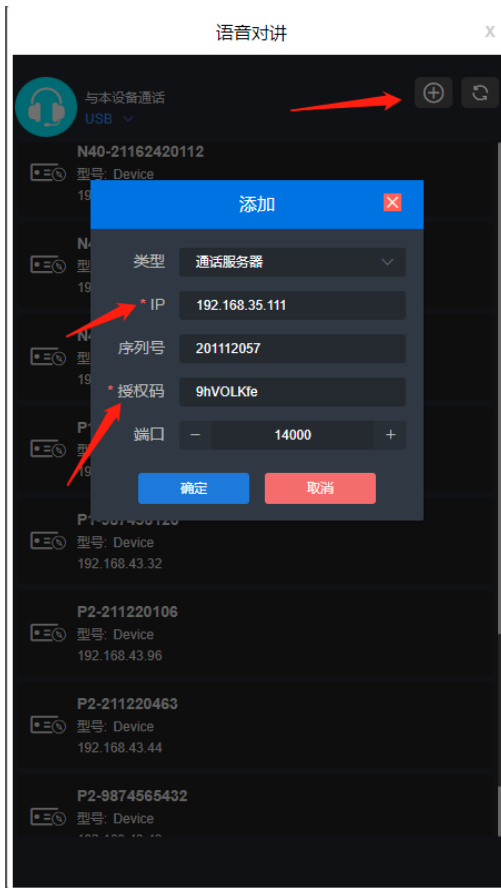 语音对讲
X
与本设备通话
USB
N40-21162420112
型号: Device
19
添加
类型 通话服务器
* IP 192.168.35.111
序列号 201112057
* 授权码 9hVOLKfe
端口 − 14000 +
确定 取消
型号: Device
192.168.43.32
P2-211220106
型号: Device
192.168.43.96
P2-211220463
型号: Device
192.168.43.44
P2-9874565432
型号: Device